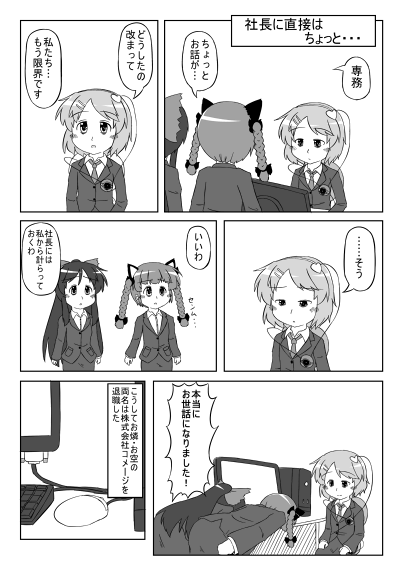 社長に直接は
ちょっと・・・
専務
ちょっと
お話が…
どうしたの
改まって
私たち…
もう限界です
……そう
いいわ
社長には
私から計らって
おくわ
センム…
本当に
お世話になりました！
こうしてお燐・お空の
両名は株式会社コメージを
退職した